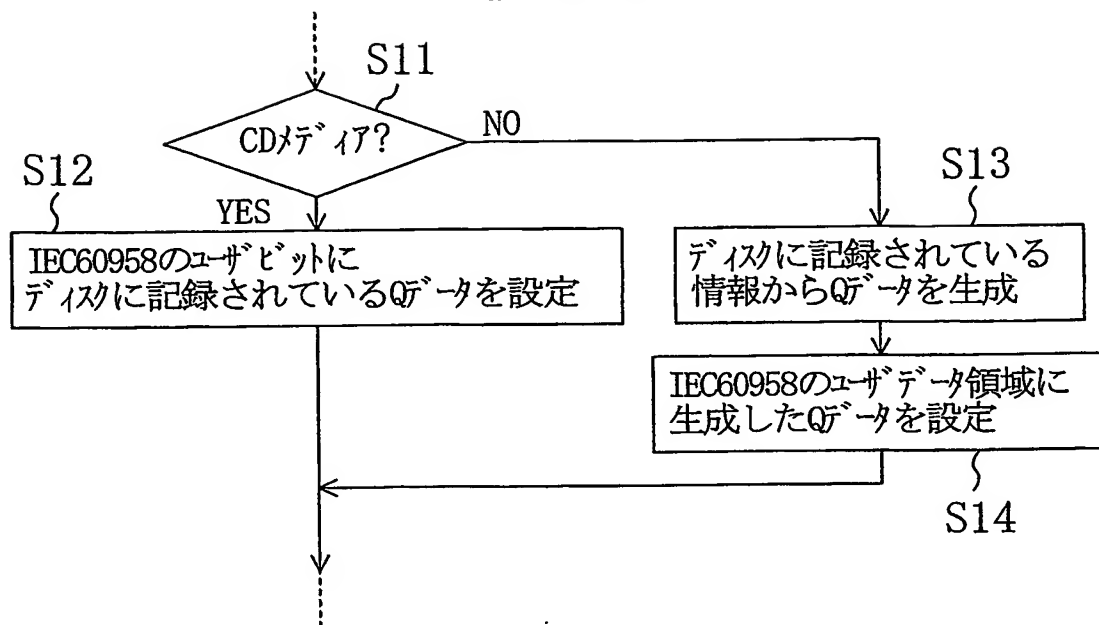 S11
CDメディア?
NO
S12
YES
S13
IEC60958のユーザビットに
ディスクに記録されているQデータを設定
ディスクに記録されている
情報からQデータを生成
IEC60958のユーザデータ領域に
生成したQデータを設定
S14